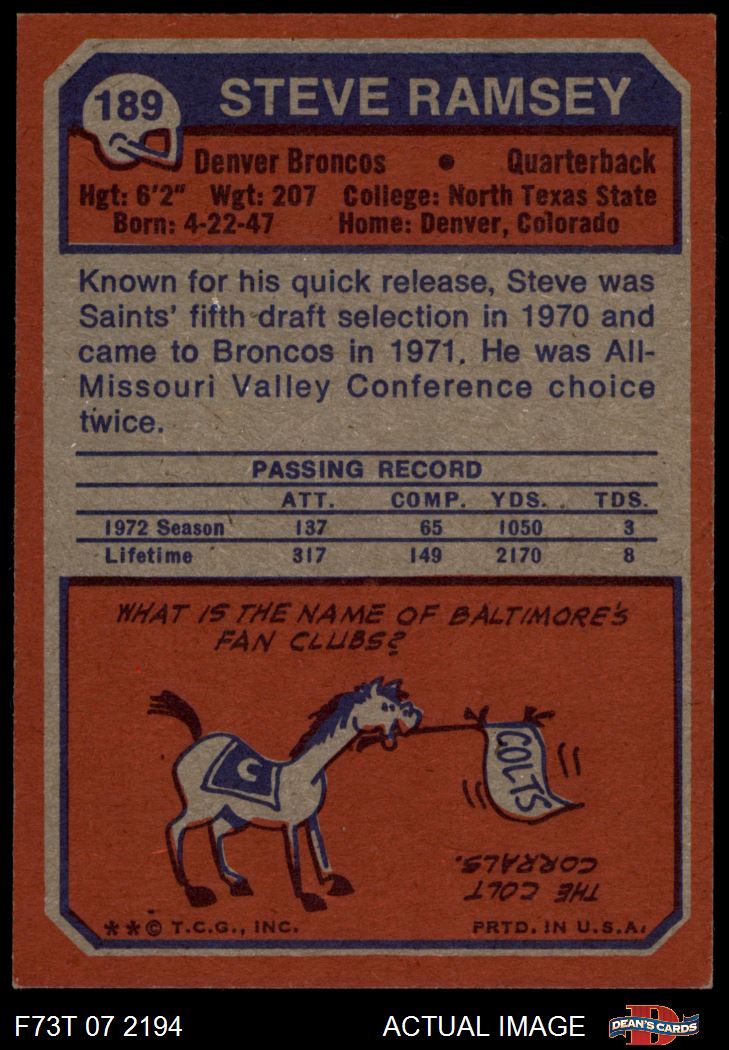 189
STEVE RAMSEY
Denver Broncos • Quarterback
Hgt: 6'2" Wgt: 207 College: North Texas State
Born: 4-22-47 Home: Denver, Colorado
Known for his quick release, Steve was
Saints' fifth draft selection in 1970 and
came to Broncos in 1971. He was All-
Missouri Valley Conference choice
twice.
PASSING RECORD
ATT. COMP. YDS. TDS.
1972 Season 137 65 1050 3
Lifetime 317 149 2170 8
WHAT IS THE NAME OF BALTIMORE'S
FAN CLUBS?
C
COLTS
THE COLT
CORRALS.
**© T.C.G., INC. PRTD. IN U.S.A.
F73T 07 2194 ACTUAL IMAGE
D
DEAN'S CARDS